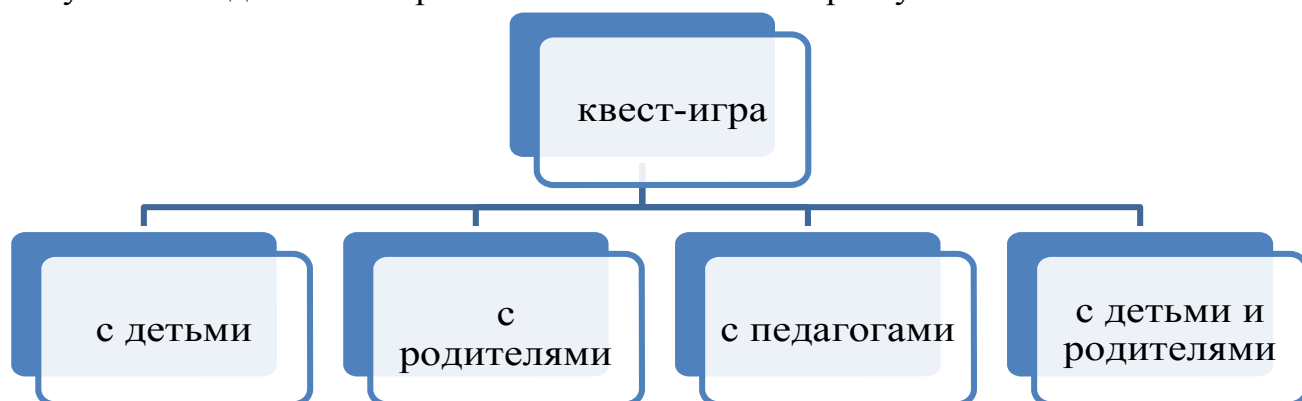 квест-игра
с детьми
с
родителями
с педагогами
с детьми и
родителями